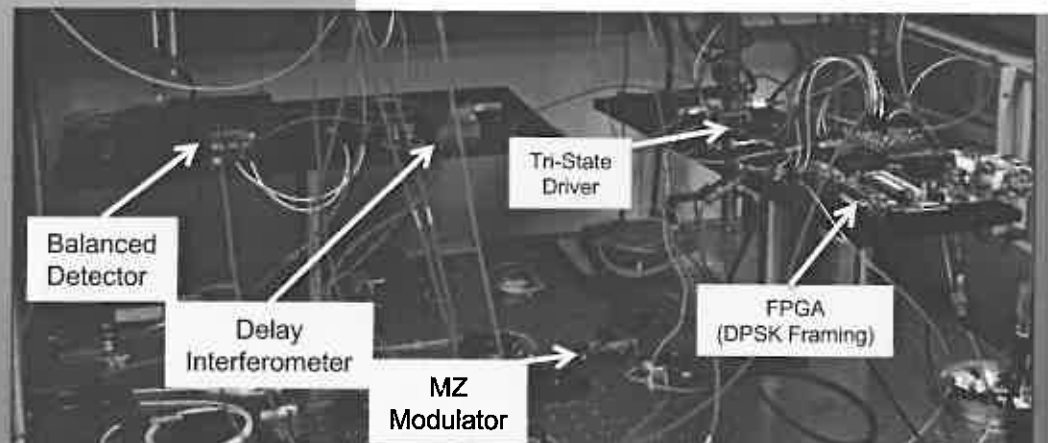 Balanced
Detector
Delay
Interferometer
MZ
Modulator
Tri-State
Driver
FPGA
(DPSK Framing)